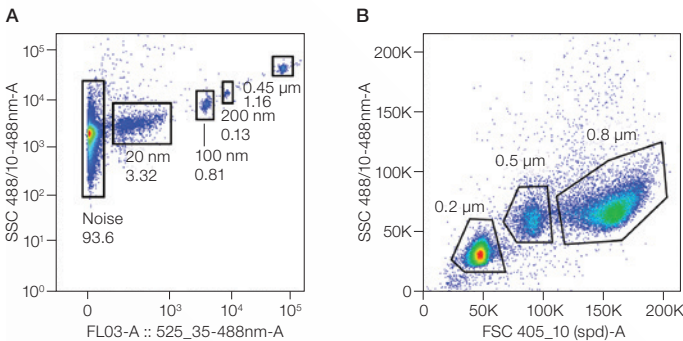 A
SSC 488/10-488nm-A
10⁵
10⁴
10³
10²
10¹
10⁰
0
10³
10⁴
10⁵
FL03-A :: 525_35-488nm-A
Noise
93.6
20 nm
3.32
100 nm
0.81
200 nm
0.13
0.45 µm
1.16
B
SSC 488/10-488nm-A
200K
150K
100K
50K
0
0
50K
100K
150K
200K
FSC 405_10 (spd)-A
0.2 µm
0.5 µm
0.8 µm